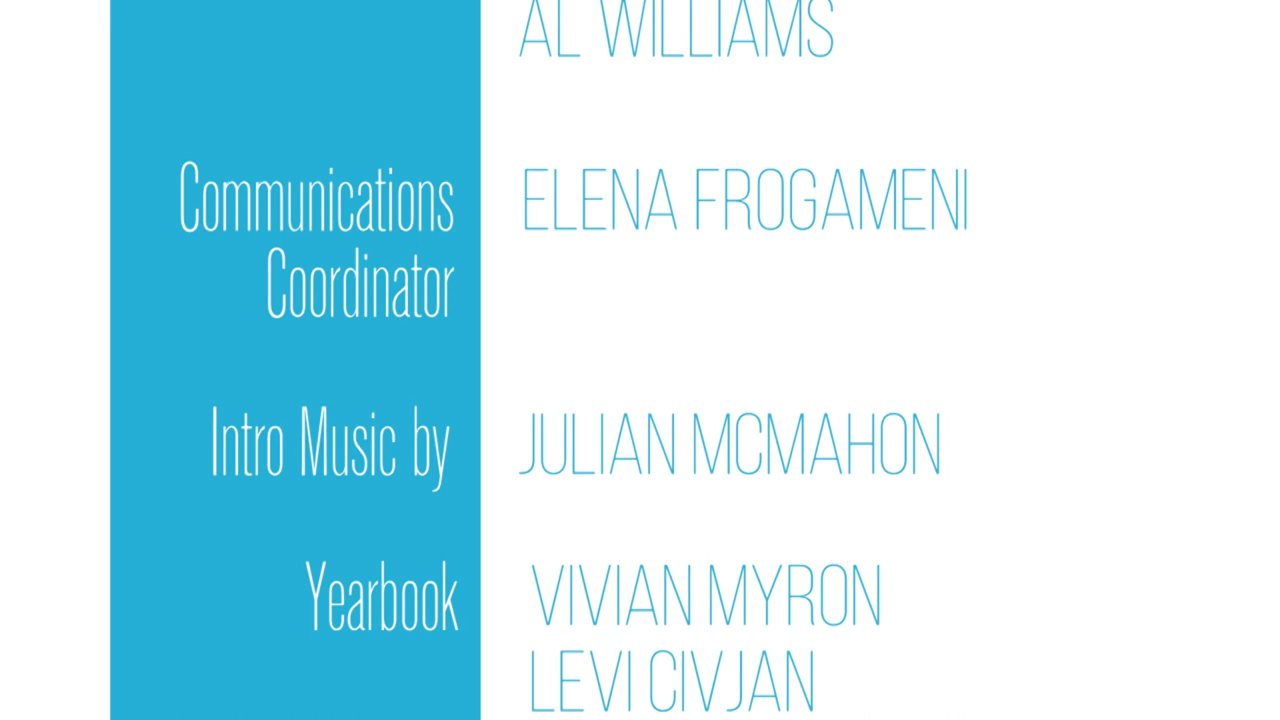 AL WILLIAMS
Communications ELENA FROGAMENI
Coordinator
Intro Music by JULIAN MCMAHON
Yearbook VIVIAN MYRON
LEVI CIVJAN